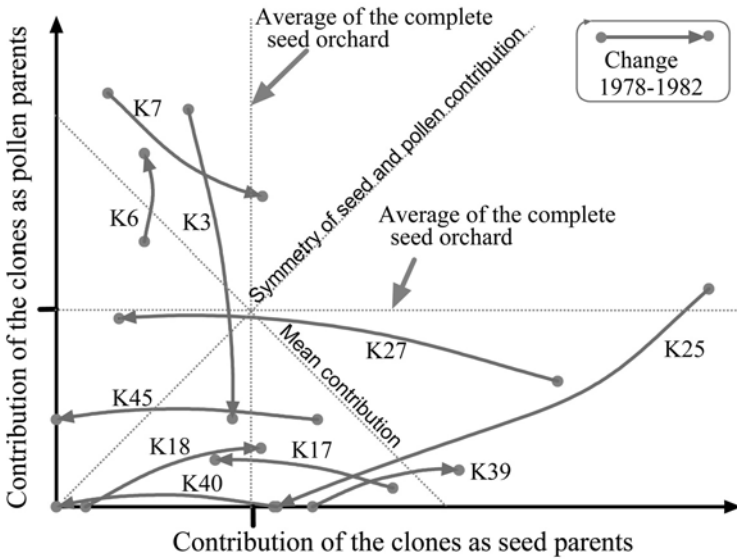 Average of the complete
seed orchard
Change
1978-1982
Contribution of the clones as pollen parents
K7
K6
K3
Symmetry of seed and pollen contribution
Average of the complete
seed orchard
Mean contribution
K27
K25
K45
K18
K17
K39
K40
Contribution of the clones as seed parents